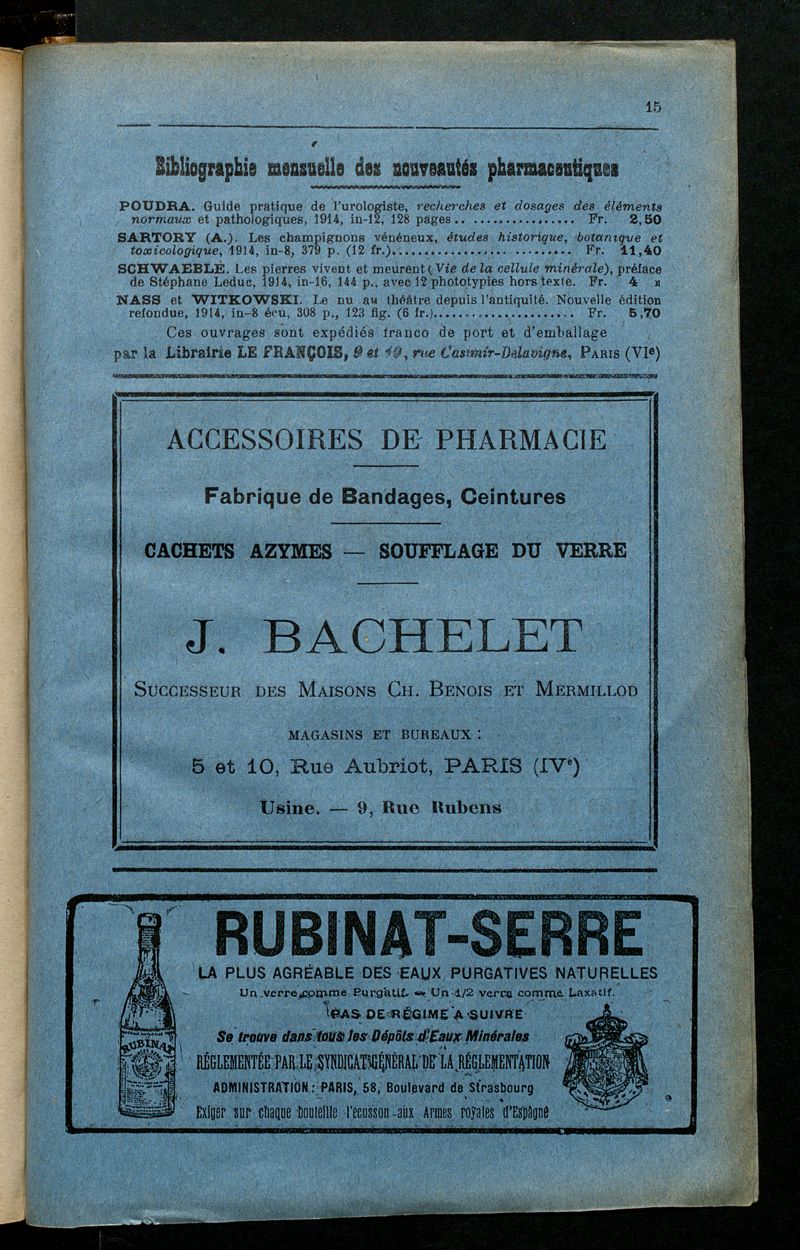 15
Bibliographie mensuelle des nouveautés pharmaceutiques
POUDRA. Guide pratique de l'urologiste, recherches et dosages des éléments
normaux et pathologiques, 1914, in-12, 128 pages .. ................ Fr. 2,50
SARTORY (A.). Les champignons vénéneux, études historique, botanique et
toxicologique, 1914, in-8, 379 p. (12 fr.)............................ Fr. 11,40
SCHWAEBLÉ. Les pierres vivent et meurent (Vie de la cellule minérale), préface
de Stéphane Leduc, 1914, in-16, 144 p., avec 12 phototypies hors texte. Fr. 4 »
NASS et WITKOWSKI. Le nu au théâtre depuis l'antiquité. Nouvelle édition
refondue, 1914, in-8 écu, 308 p., 123 fig. (6 fr.)...................... Fr. 5,70
Ces ouvrages sont expédiés franco de port et d'emballage
par la Librairie LE FRANÇOIS, 9 et 10, rue Casimir-Delavigne, PARIS (VIe)
ACCESSOIRES DE PHARMACIE
Fabrique de Bandages, Ceintures
CACHETS AZYMES — SOUFFLAGE DU VERRE
J. BACHELET
SUCCESSEUR DES MAISONS CH. BENOIS ET MERMILLOD
MAGASINS ET BUREAUX :
5 et 10, Rue Aubriot, PARIS (IVe)
Usine. — 9, Rue Rubens
RUBINAT-SERRE
LA PLUS AGRÉABLE DES EAUX PURGATIVES NATURELLES
Un verre comme Purgatif. — Un 1/2 verre comme Laxatif.
PAS DE RÉGIME A SUIVRE
Se trouve dans tous les Dépôts d'Eaux Minérales
RÉGLEMENTÉE PAR LE SYNDICAT GÉNÉRAL DE LA RÉGLEMENTATION
ADMINISTRATION : PARIS, 58, Boulevard de Strasbourg
Exiger sur chaque bouteille l'écusson aux Armes royales d'Espagne
RUBINAT